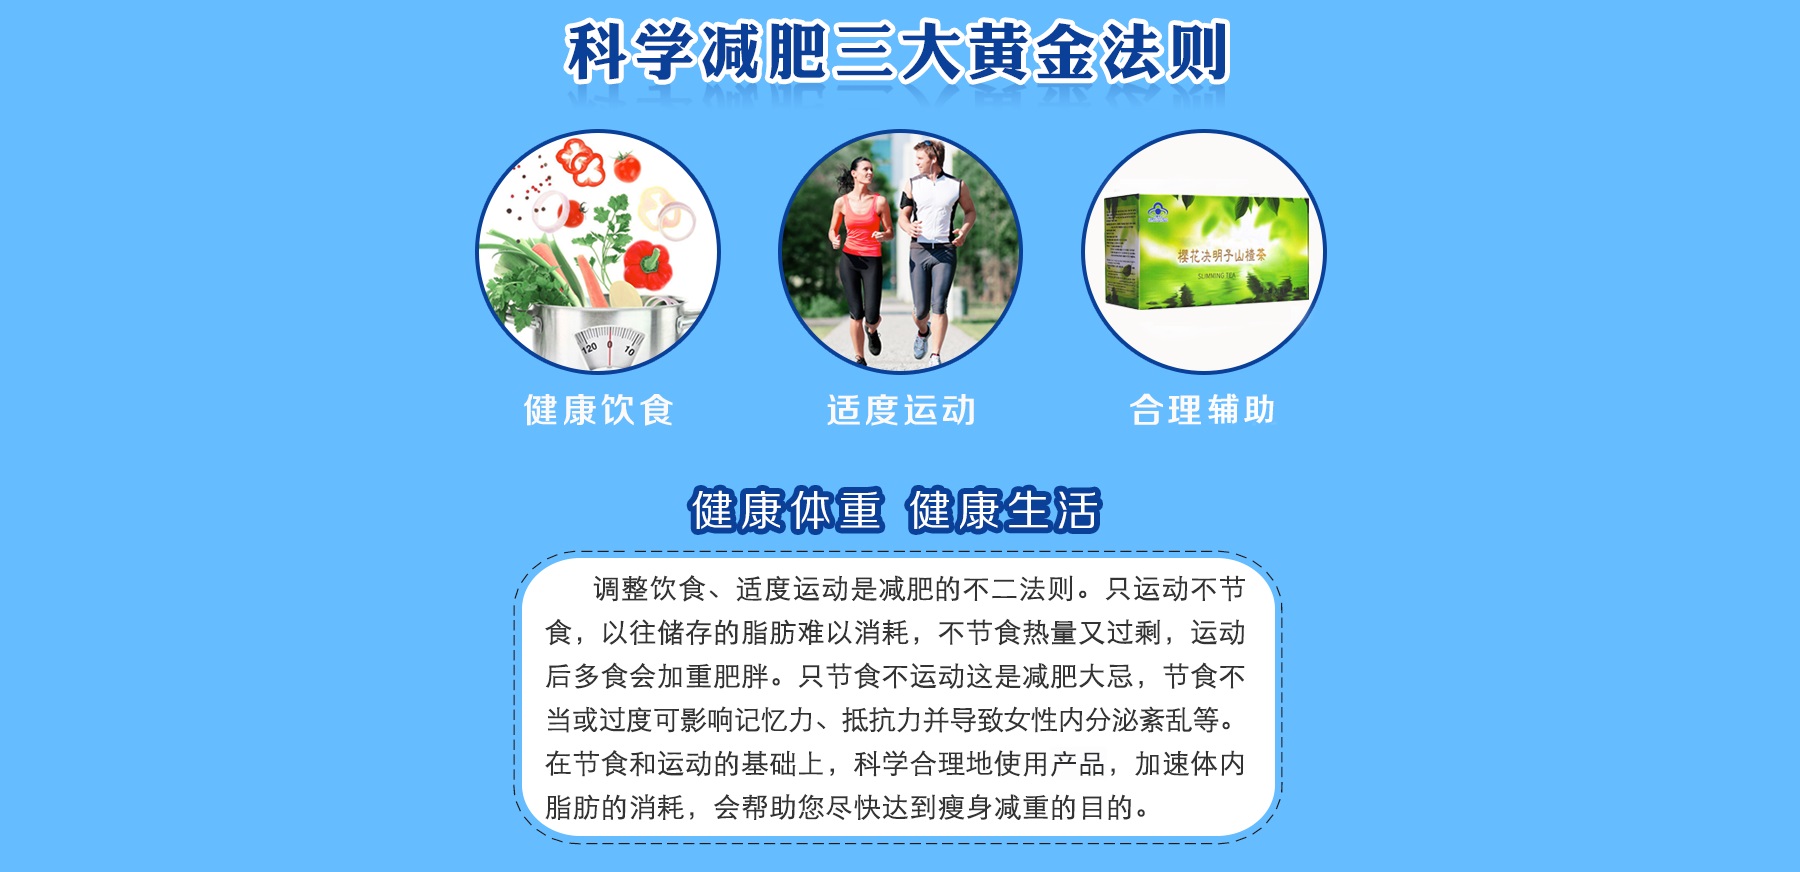 科学减肥三大黄金法则
120 0 10
樱花决明子山楂茶
SLIMMING TEA
健康饮食
适度运动
合理辅助
健康体重 健康生活
调整饮食、适度运动是减肥的不二法则。只运动不节
食，以往储存的脂肪难以消耗，不节食热量又过剩，运动
后多食会加重肥胖。只节食不运动这是减肥大忌，节食不
当或过度可影响记忆力、抵抗力并导致女性内分泌紊乱等。
在节食和运动的基础上，科学合理地使用产品，加速体内
脂肪的消耗，会帮助您尽快达到瘦身减重的目的。